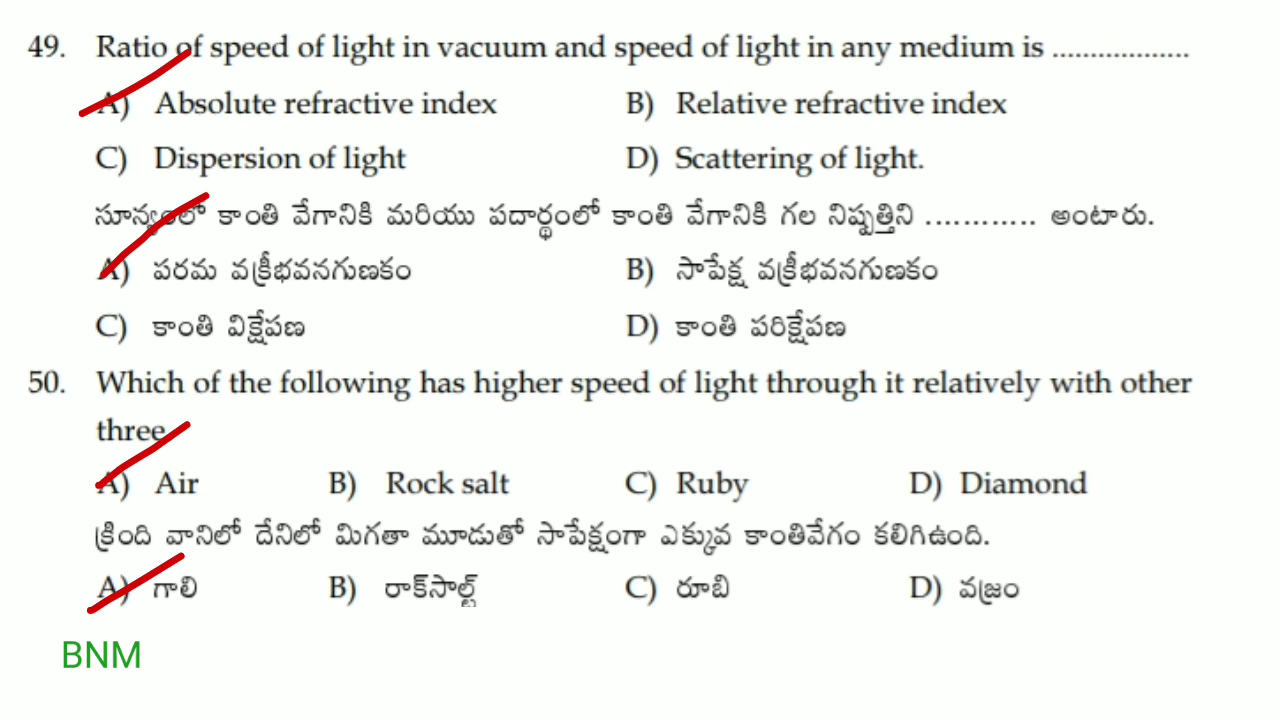 49. Ratio of speed of light in vacuum and speed of light in any medium is ..................
A) Absolute refractive index B) Relative refractive index
C) Dispersion of light D) Scattering of light.
సూన్యంలో కాంతి వేగానికి మరియు పదార్థంలో కాంతి వేగానికి గల నిష్పత్తిని ............ అంటారు.
A) పరమ వక్రీభవనగుణకం B) సాపేక్ష వక్రీభవనగుణకం
C) కాంతి విక్షేపణ D) కాంతి పరిక్షేపణ
50. Which of the following has higher speed of light through it relatively with other
three
A) Air B) Rock salt C) Ruby D) Diamond
క్రింది వానిలో దేనిలో మిగతా మూడుతో సాపేక్షంగా ఎక్కువ కాంతివేగం కలిగిఉంది.
A) గాలి B) రాక్‌సాల్ట్ C) రూబి D) వజ్రం
BNM